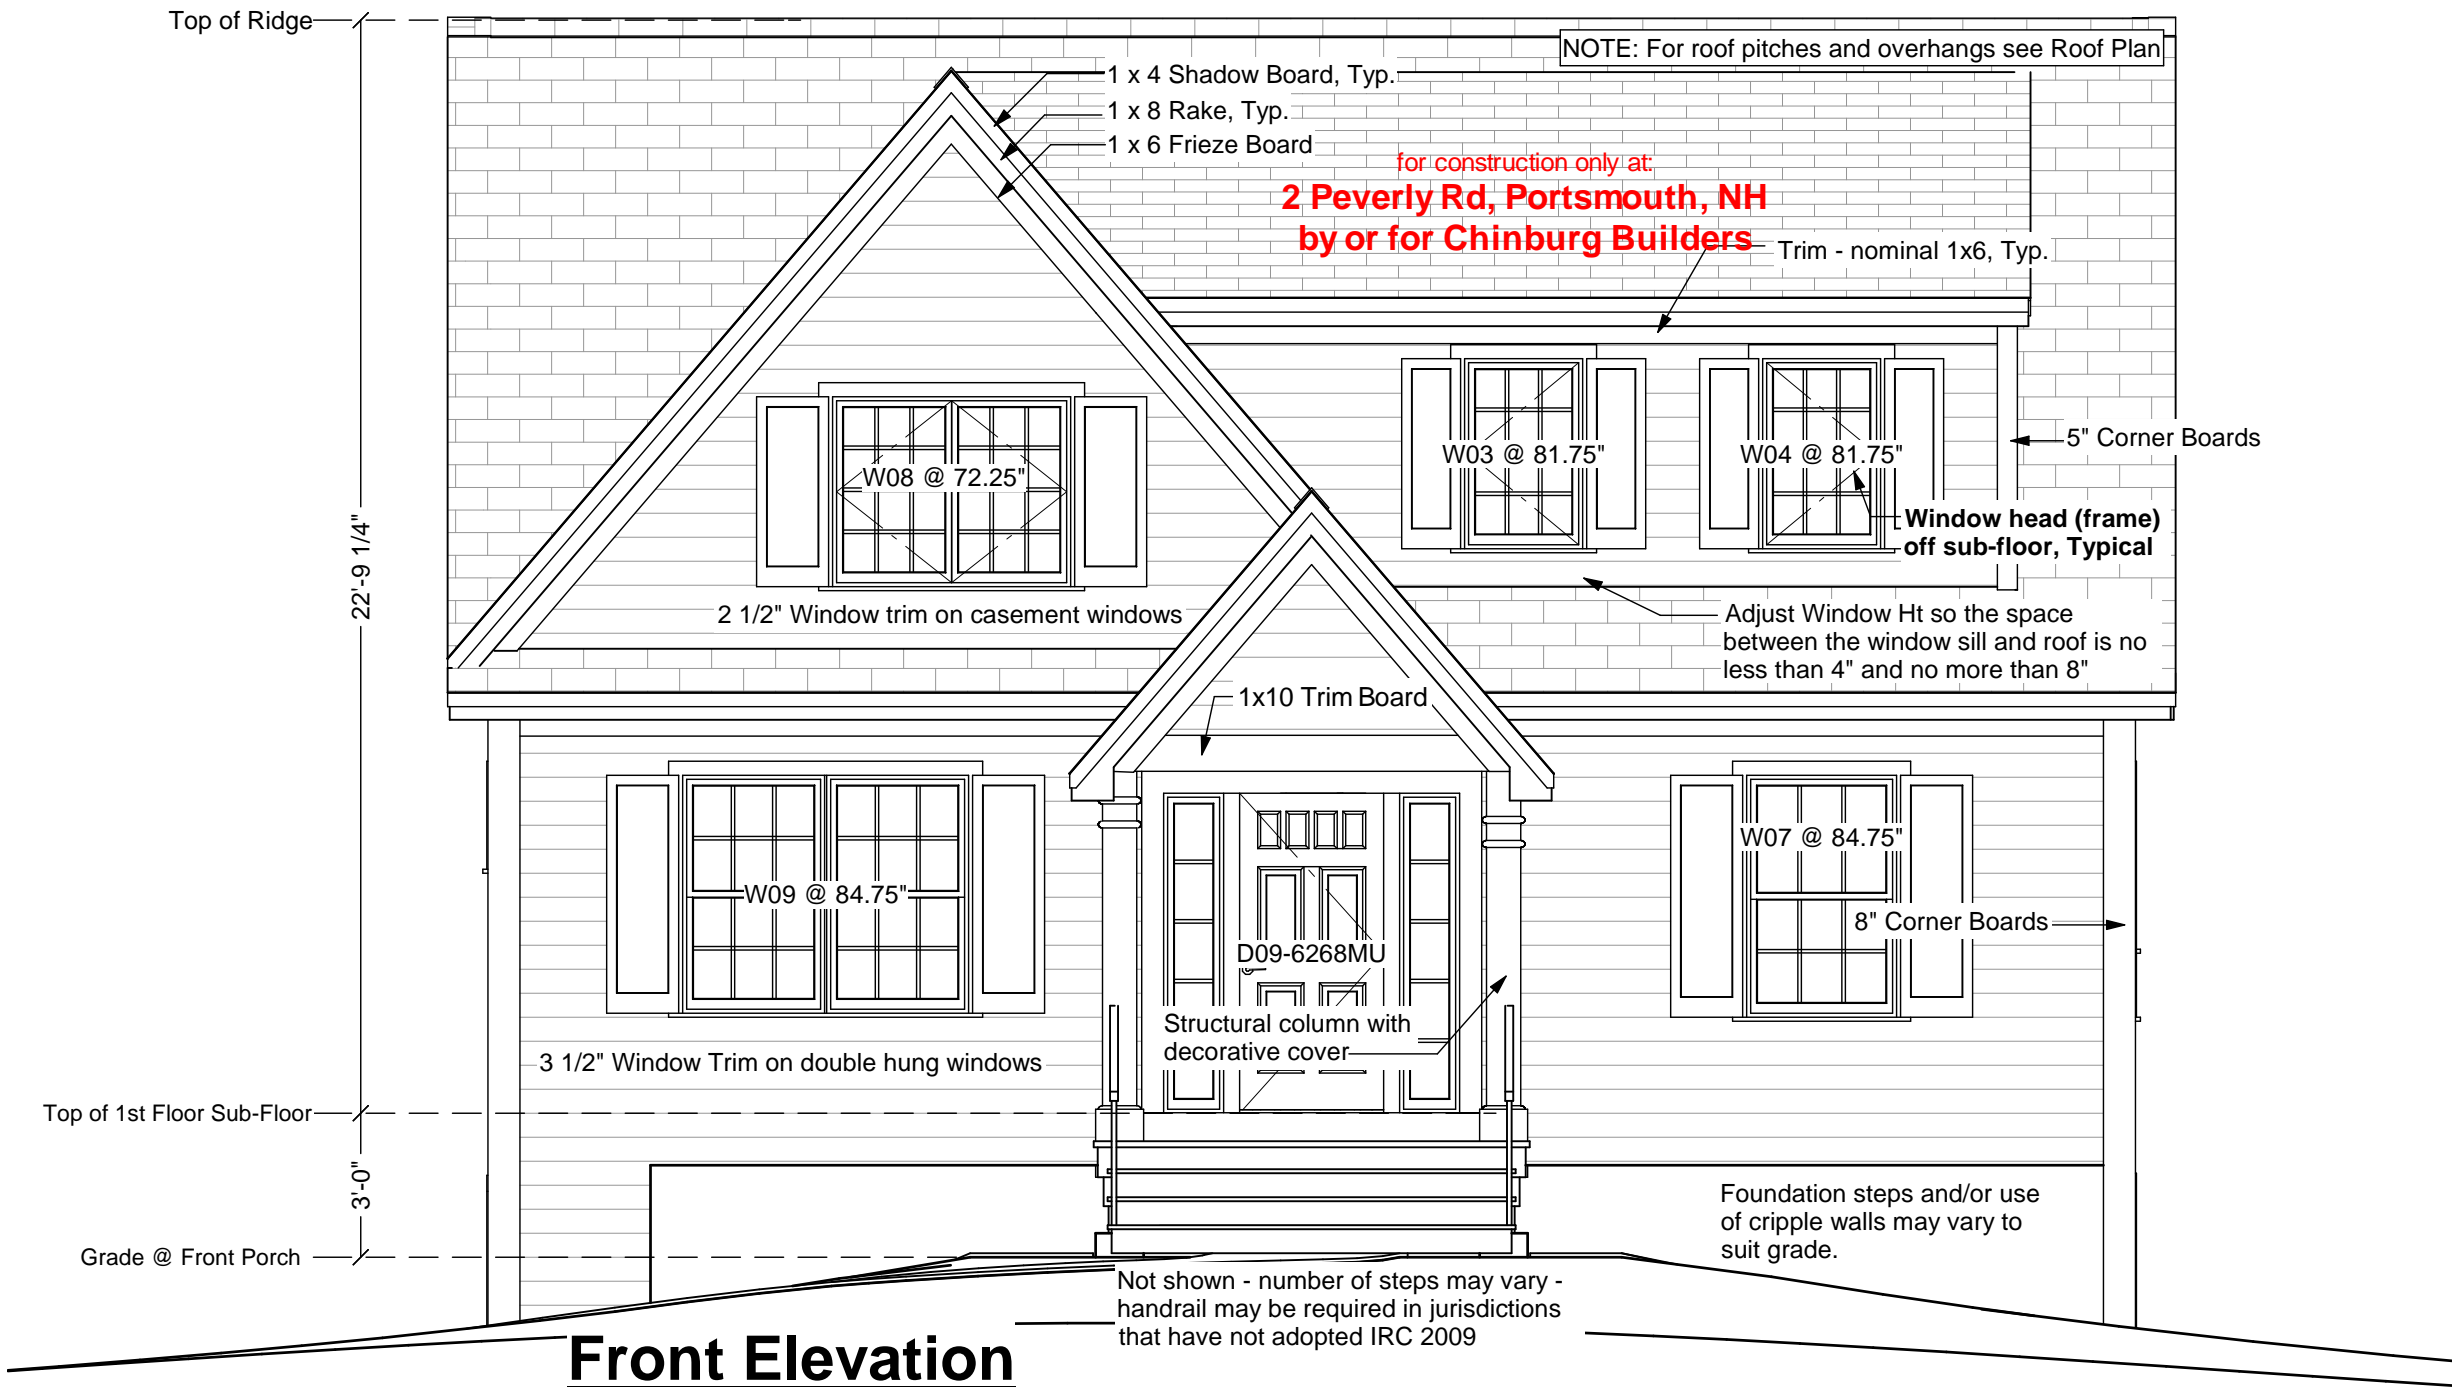 Top of Ridge
NOTE: For roof pitches and overhangs see Roof Plan
1 x 4 Shadow Board, Typ.
1 x 8 Rake, Typ.
1 x 6 Frieze Board
for construction only at:
2 Peverly Rd, Portsmouth, NH
by or for Chinburg Builders
Trim - nominal 1x6, Typ.
5" Corner Boards
W03 @ 81.75"
W04 @ 81.75"
W08 @ 72.25"
Window head (frame)
off sub-floor, Typical
22'-9 1/4"
2 1/2" Window trim on casement windows
Adjust Window Ht so the space
between the window sill and roof is no
less than 4" and no more than 8"
1x10 Trim Board
W07 @ 84.75"
W09 @ 84.75"
8" Corner Boards
D09-6268MU
Structural column with
decorative cover
3 1/2" Window Trim on double hung windows
Top of 1st Floor Sub-Floor
3'-0"
Foundation steps and/or use
of cripple walls may vary to
suit grade.
Grade @ Front Porch
Not shown - number of steps may vary -
handrail may be required in jurisdictions
that have not adopted IRC 2009
Front Elevation